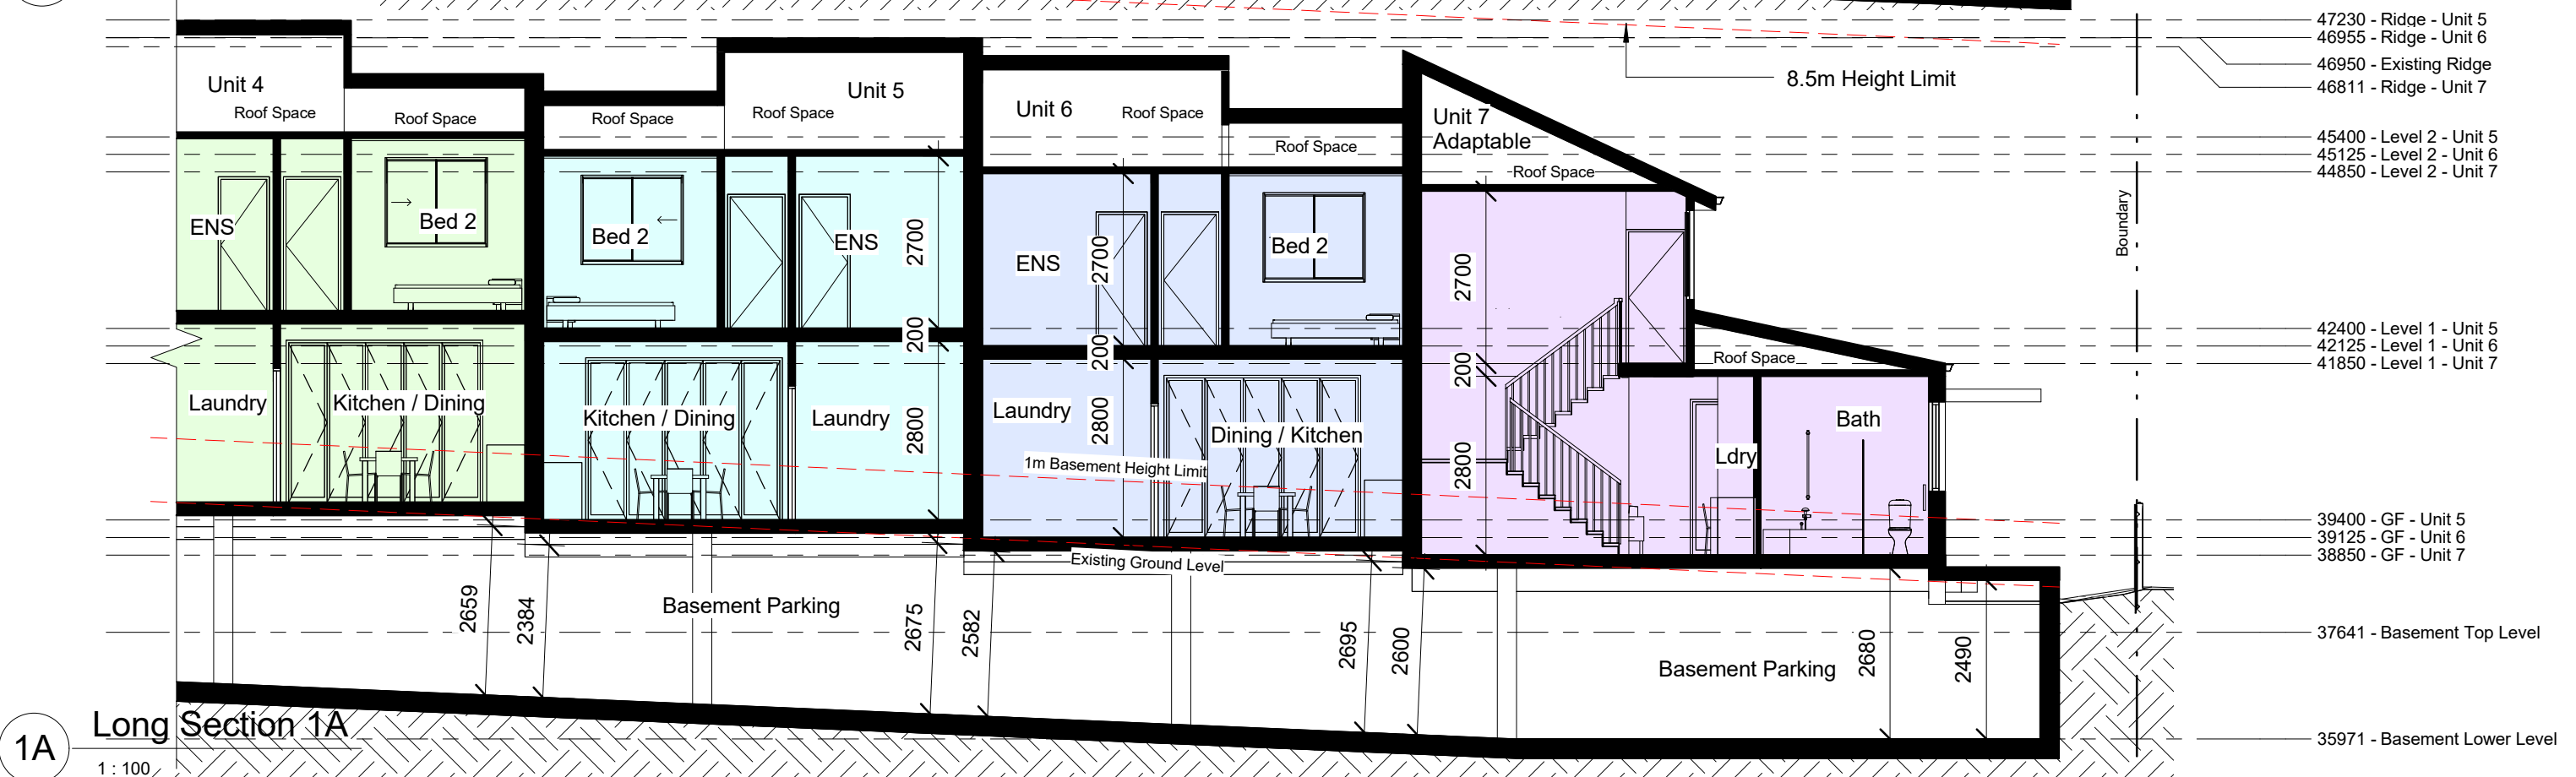 47230 - Ridge - Unit 5
46955 - Ridge - Unit 6
46950 - Existing Ridge
46811 - Ridge - Unit 7
8.5m Height Limit
Unit 4
Roof Space
Roof Space
Roof Space
Unit 5
Roof Space
Unit 6
Roof Space
Roof Space
Unit 7
Adaptable
Roof Space
45400 - Level 2 - Unit 5
45125 - Level 2 - Unit 6
44850 - Level 2 - Unit 7
Boundary
ENS
Bed 2
Bed 2
ENS
2700
ENS
2700
Bed 2
2700
200
200
200
Roof Space
42400 - Level 1 - Unit 5
42125 - Level 1 - Unit 6
41850 - Level 1 - Unit 7
Laundry
Kitchen / Dining
Kitchen / Dining
Laundry
2800
Laundry
2800
Dining / Kitchen
2800
Ldry
Bath
1m Basement Height Limit
39400 - GF - Unit 5
39125 - GF - Unit 6
38850 - GF - Unit 7
Existing Ground Level
2659
2384
Basement Parking
2675
2582
2695
2600
Basement Parking
2680
2490
37641 - Basement Top Level
35971 - Basement Lower Level
1A
Long Section 1A
1 : 100